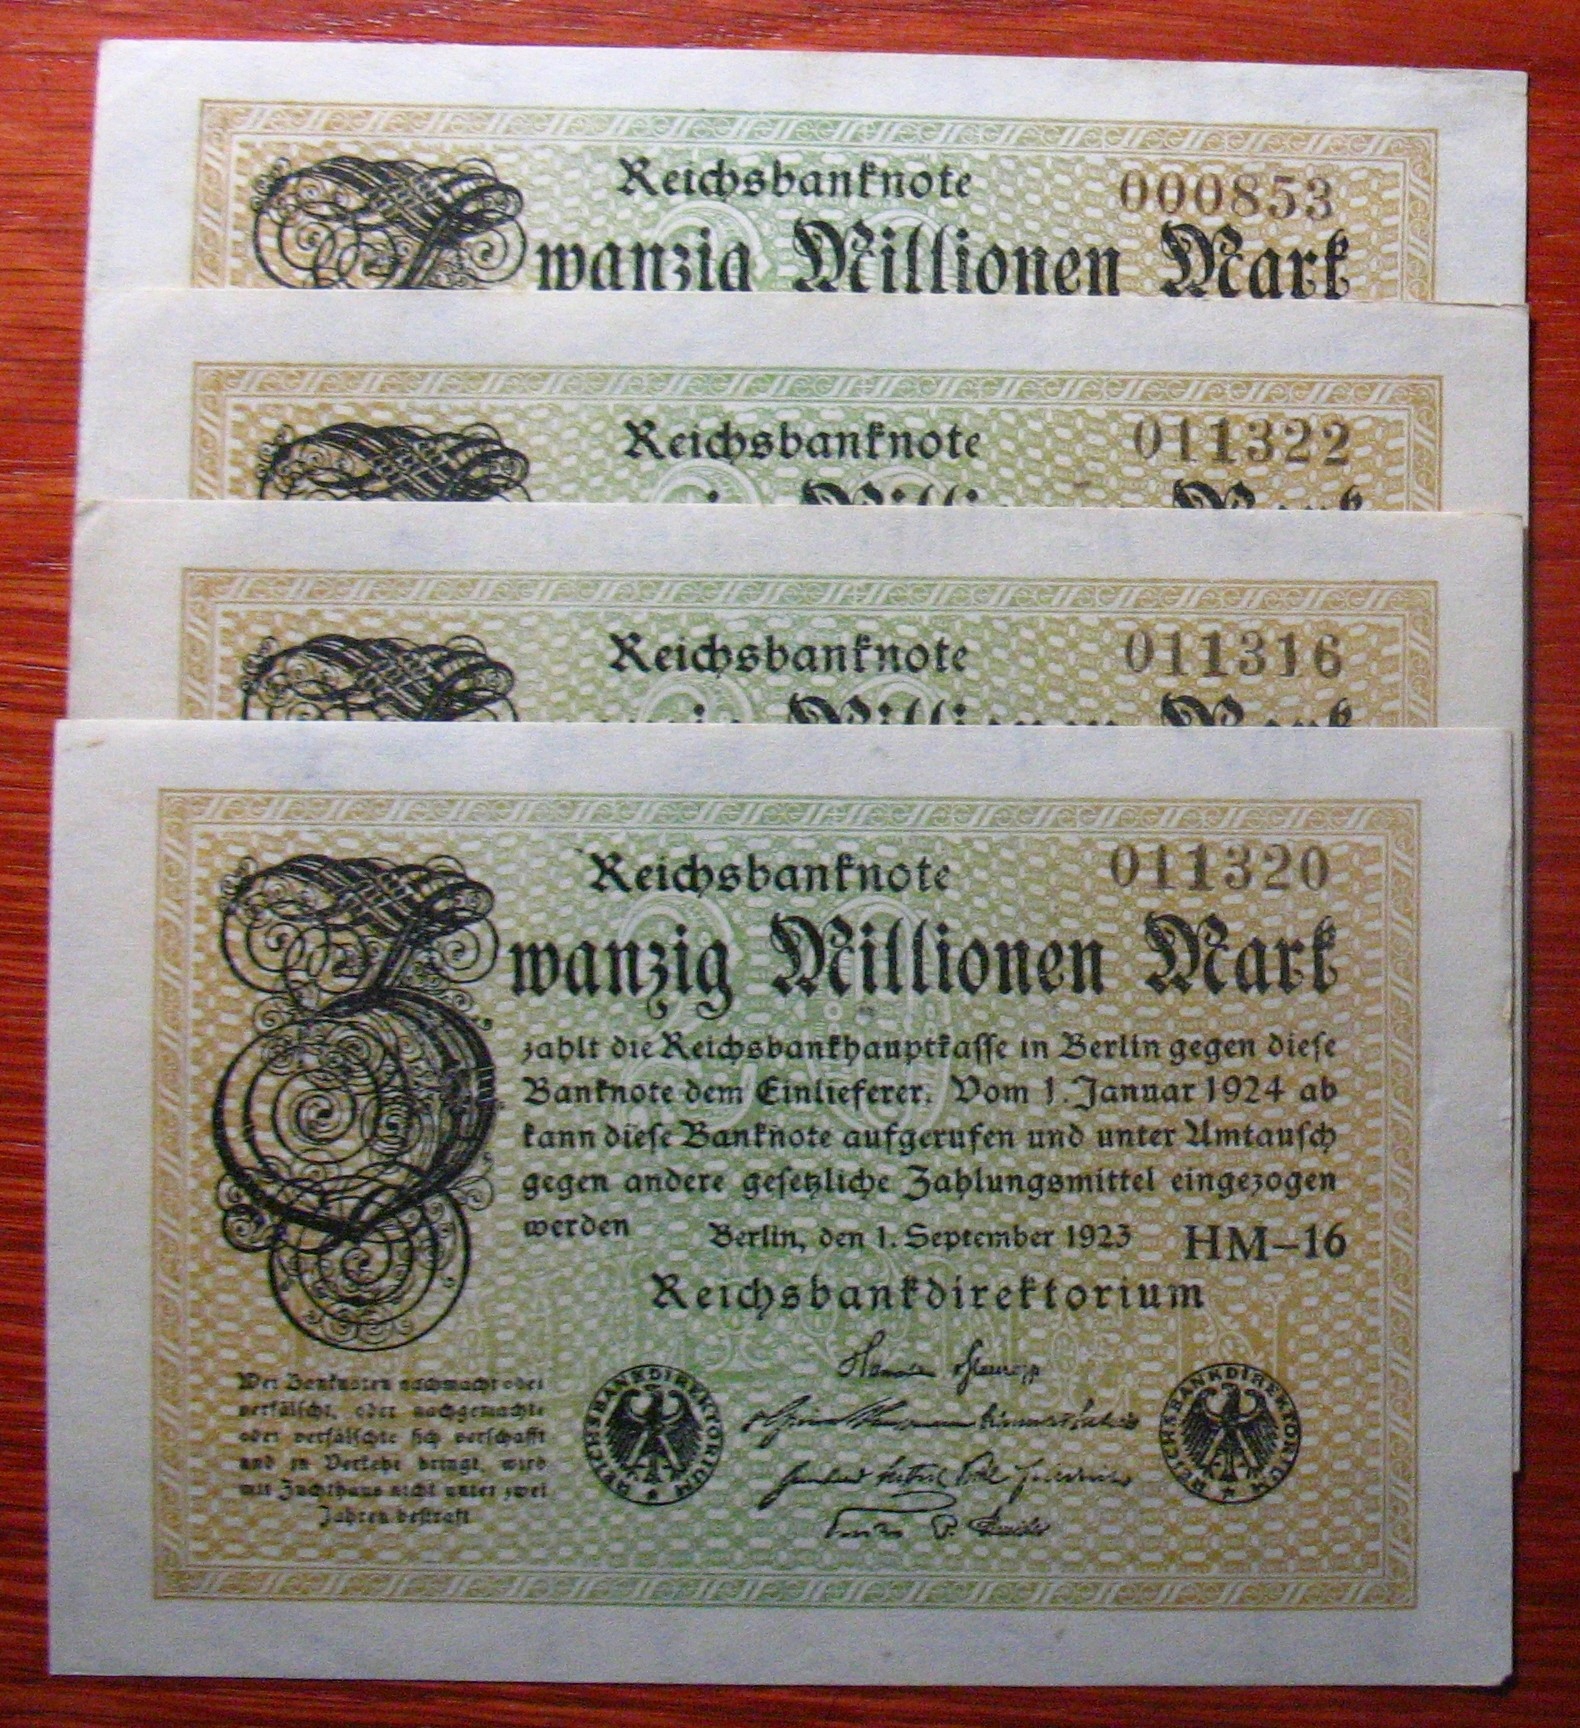 Reichsbanknote 000853
Zwanzig Millionen Mark
Reichsbanknote 011322
Reichsbanknote 011316
Reichsbanknote 011320
Zwanzig Millionen Mark
zahlt die Reichsbankhauptkasse in Berlin gegen diese
Banknote dem Einlieferer. Vom 1. Januar 1924 ab
kann diese Banknote aufgerufen und unter Umtausch
gegen andere gesetzliche Zahlungsmittel eingezogen
werden
Berlin, den 1. September 1923 HM-16
Reichsbankdirektorium
Wer Banknoten nachmacht oder
verfälscht, oder nachgemachte
oder verfälschte sich verschafft
und in Verkehr bringt, wird
mit Zuchthaus nicht unter zwei
Jahren bestraft
REICHSBANKDIREKTORIUM
REICHSBANKDIREKTORIUM